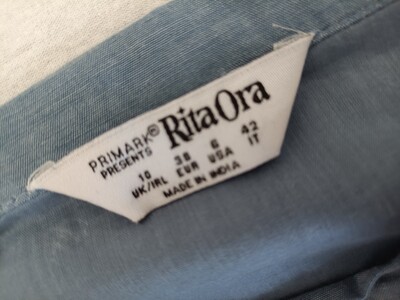 PRIMARK®
PRESENTS
Rita Ora
10 38 6 42
UK/IRL EUR USA IT
MADE IN INDIA